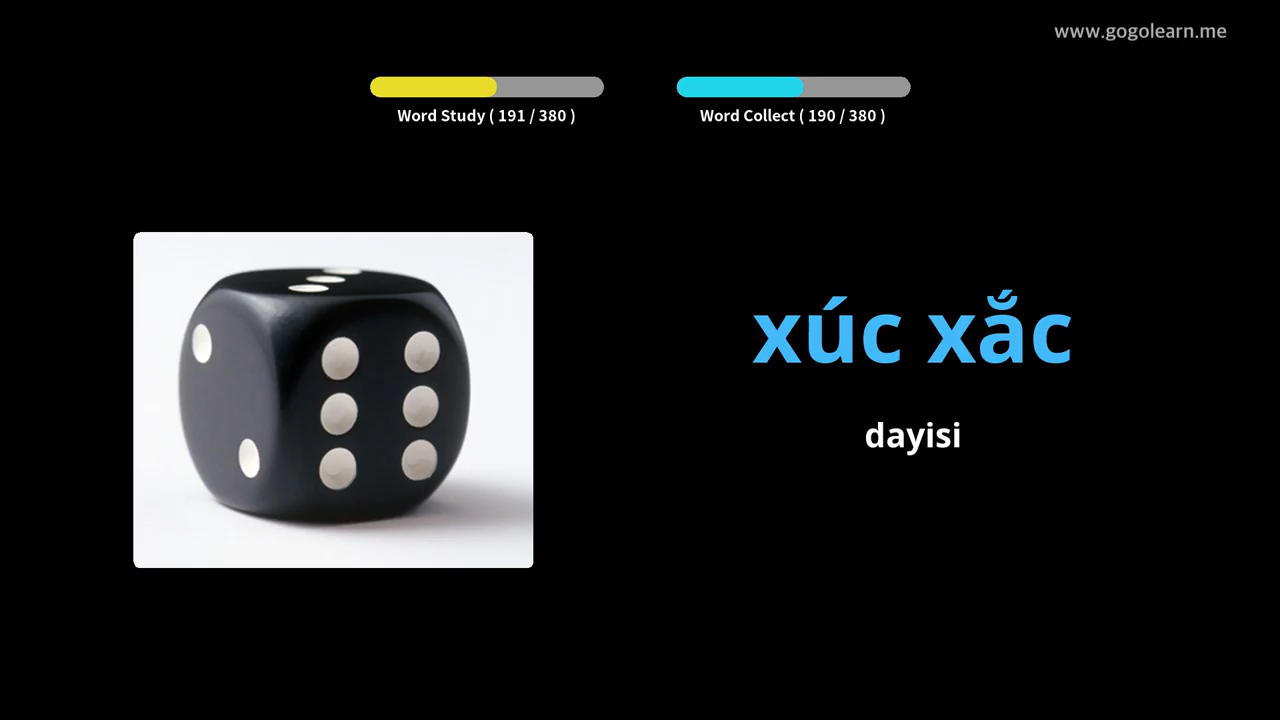 www.gogolearn.me
Word Study ( 191 / 380 )
Word Collect ( 190 / 380 )
xúc xắc
dayisi